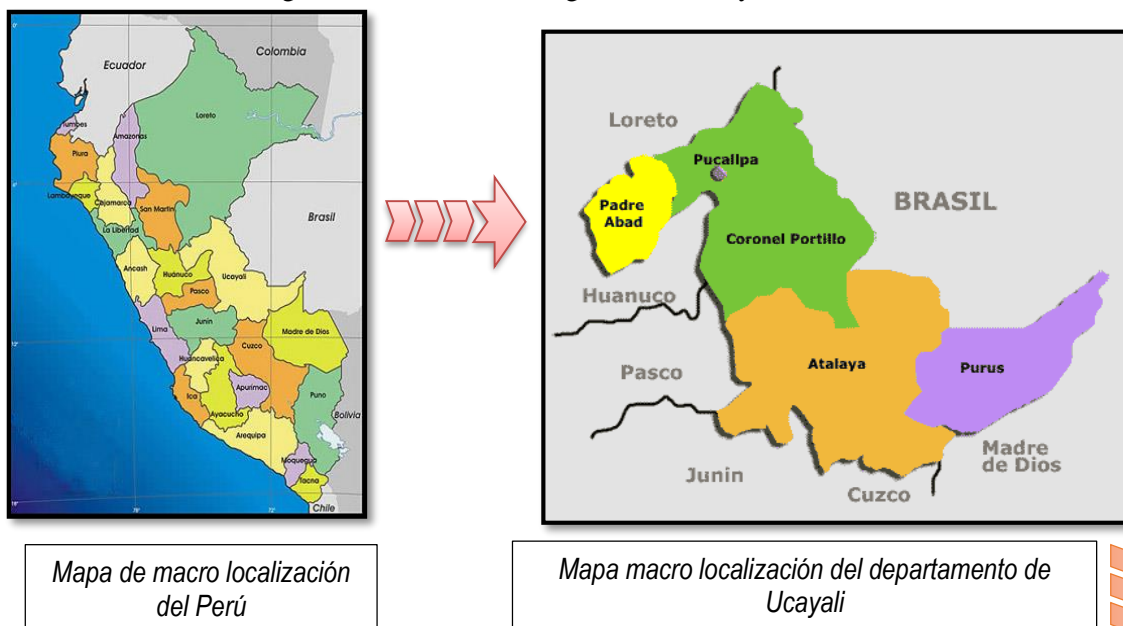 Colombia
Ecuador
Loreto
Tumbes
Amazonas
Piura
Lambayeque
Cajamarca
San Martín
Brasil
La Libertad
Ancash
Huánuco
Ucayali
Pasco
Lima
Junín
Madre de Dios
Huancavelica
Cuzco
Ica
Apurimac
Puno
Ayacucho
Bolivia
Arequipa
Moquegua
Tacna
Chile
Loreto
Pucallpa
BRASIL
Padre
Abad
Coronel Portillo
Huanuco
Atalaya
Purus
Pasco
Madre
de Dios
Junin
Cuzco
Mapa de macro localización
del Perú
Mapa macro localización del departamento de
Ucayali